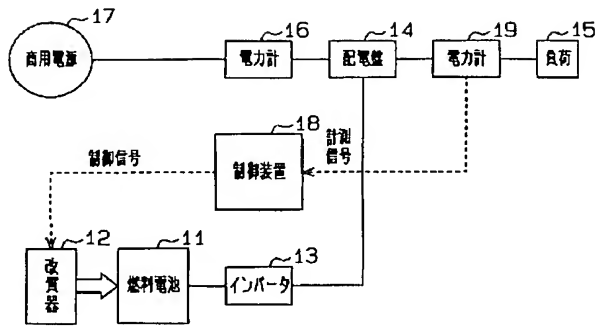 17
商用電源
16
電力計
14
配電盤
19
電力計
15
負荷
18
制御装置
計測
信号
制御信号
12
改質器
11
燃料電池
13
インバータ